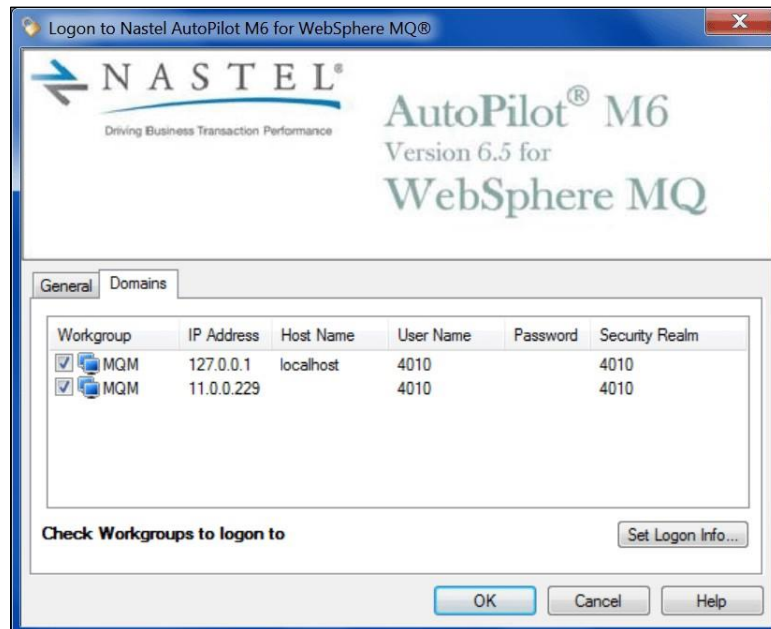 Logon to Nastel AutoPilot M6 for WebSphere MQ®
NASTEL®
Driving Business Transaction Performance
AutoPilot® M6
Version 6.5 for
WebSphere MQ
General Domains
Workgroup IP Address Host Name User Name Password Security Realm
MQM 127.0.0.1 localhost 4010 4010
MQM 11.0.0.229 4010 4010
Check Workgroups to logon to Set Logon Info...
OK Cancel Help